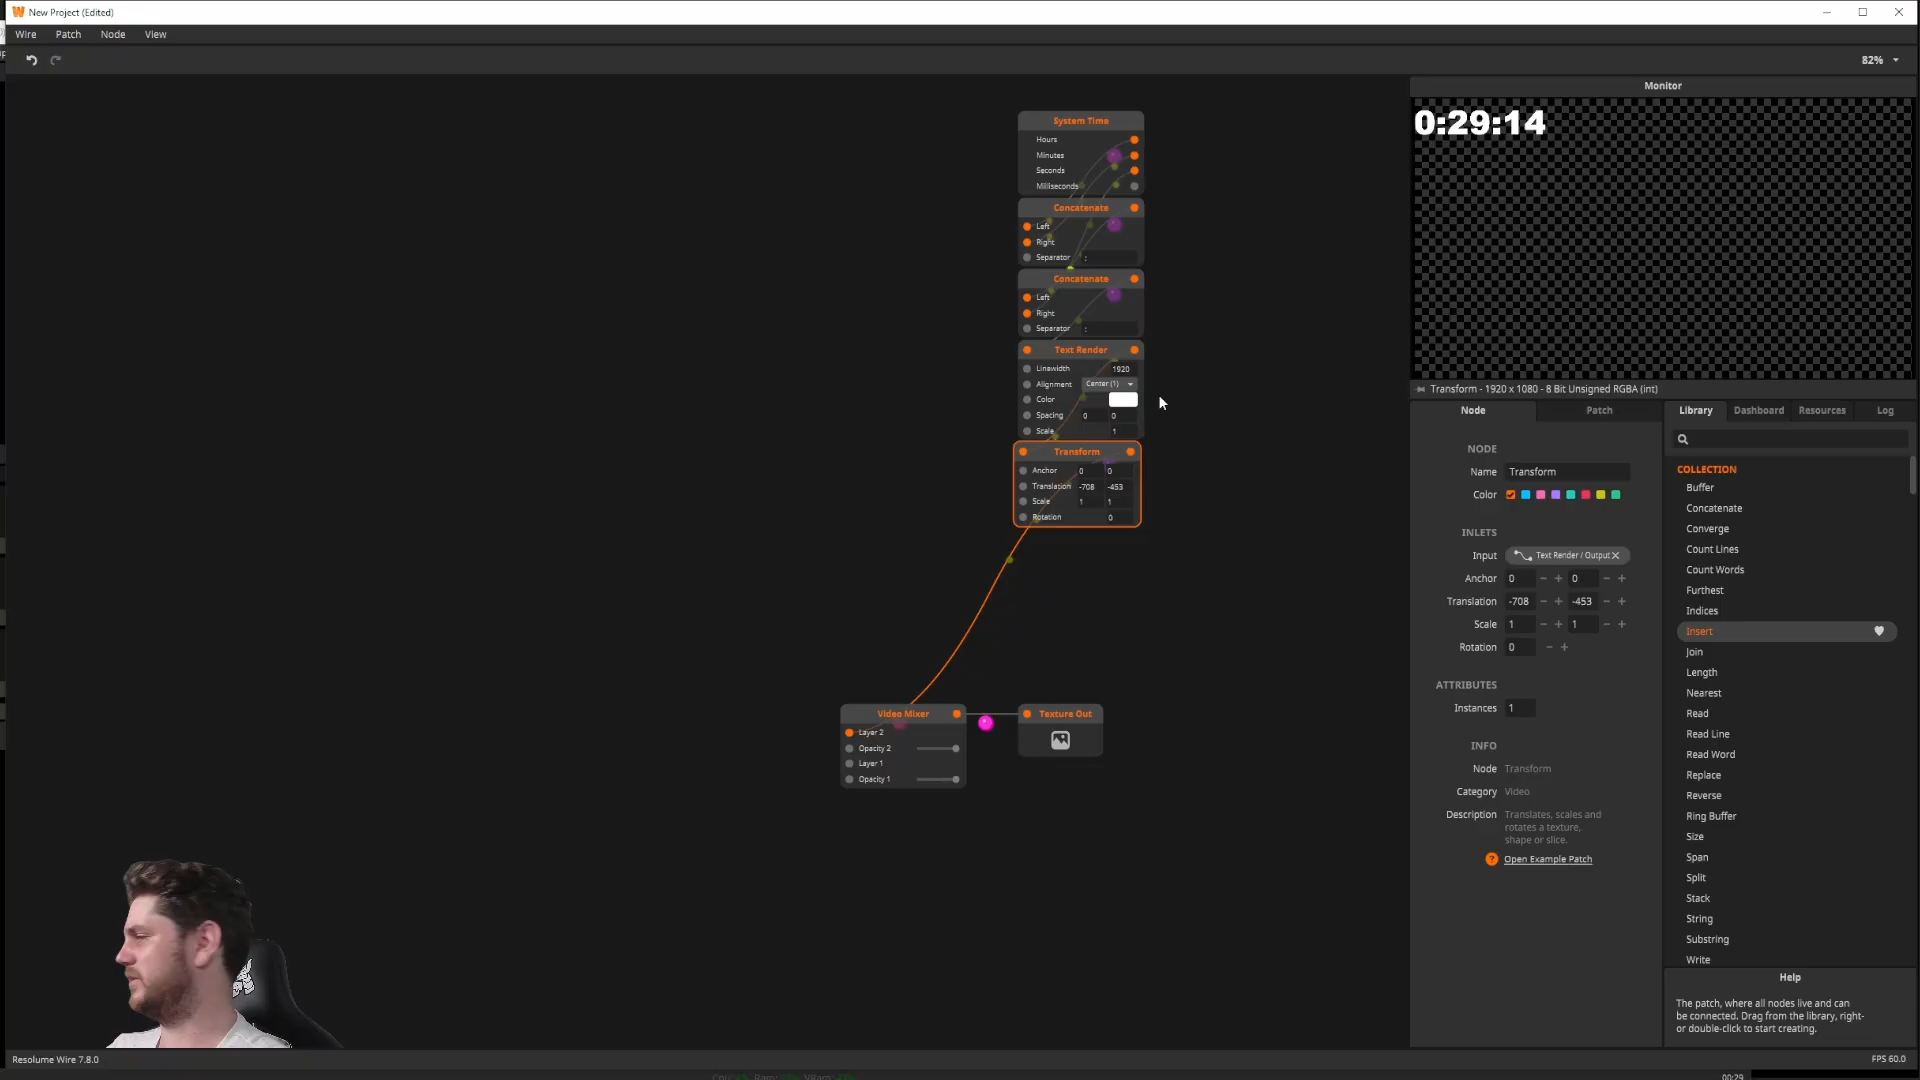 New Project (Edited)
Wire Patch Node View
82%
Monitor
0:29:14
System Time
Hours
Minutes
Seconds
Milliseconds
Concatenate
Left
Right
Separator :
Concatenate
Left
Right
Separator :
Text Render
Linewidth 1920
Alignment Center (1)
Color
Spacing 0 0
Scale 1
Transform
Anchor 0 0
Translation -708 -453
Scale 1 1
Rotation 0
Video Mixer
Layer 2
Opacity 2
Layer 1
Opacity 1
Texture Out
Transform - 1920 x 1080 - 8 Bit Unsigned RGBA (int)
Node Patch
NODE
Name Transform
Color
INLETS
Input Text Render / Output
Anchor 0 - + 0 - +
Translation -708 - + -453 - +
Scale 1 - + 1 - +
Rotation 0 - +
ATTRIBUTES
Instances 1
INFO
Node Transform
Category Video
Description Translates, scales and
rotates a texture,
shape or slice.
? Open Example Patch
Library Dashboard Resources Log
COLLECTION
Buffer
Concatenate
Converge
Count Lines
Count Words
Furthest
Indices
Insert
Join
Length
Nearest
Read
Read Line
Read Word
Replace
Reverse
Ring Buffer
Size
Span
Split
Stack
String
Substring
Write
Help
The patch, where all nodes live and can
be connected. Drag from the library, right-
or double-click to start creating.
Resolume Wire 7.8.0
FPS 60.0
00:29